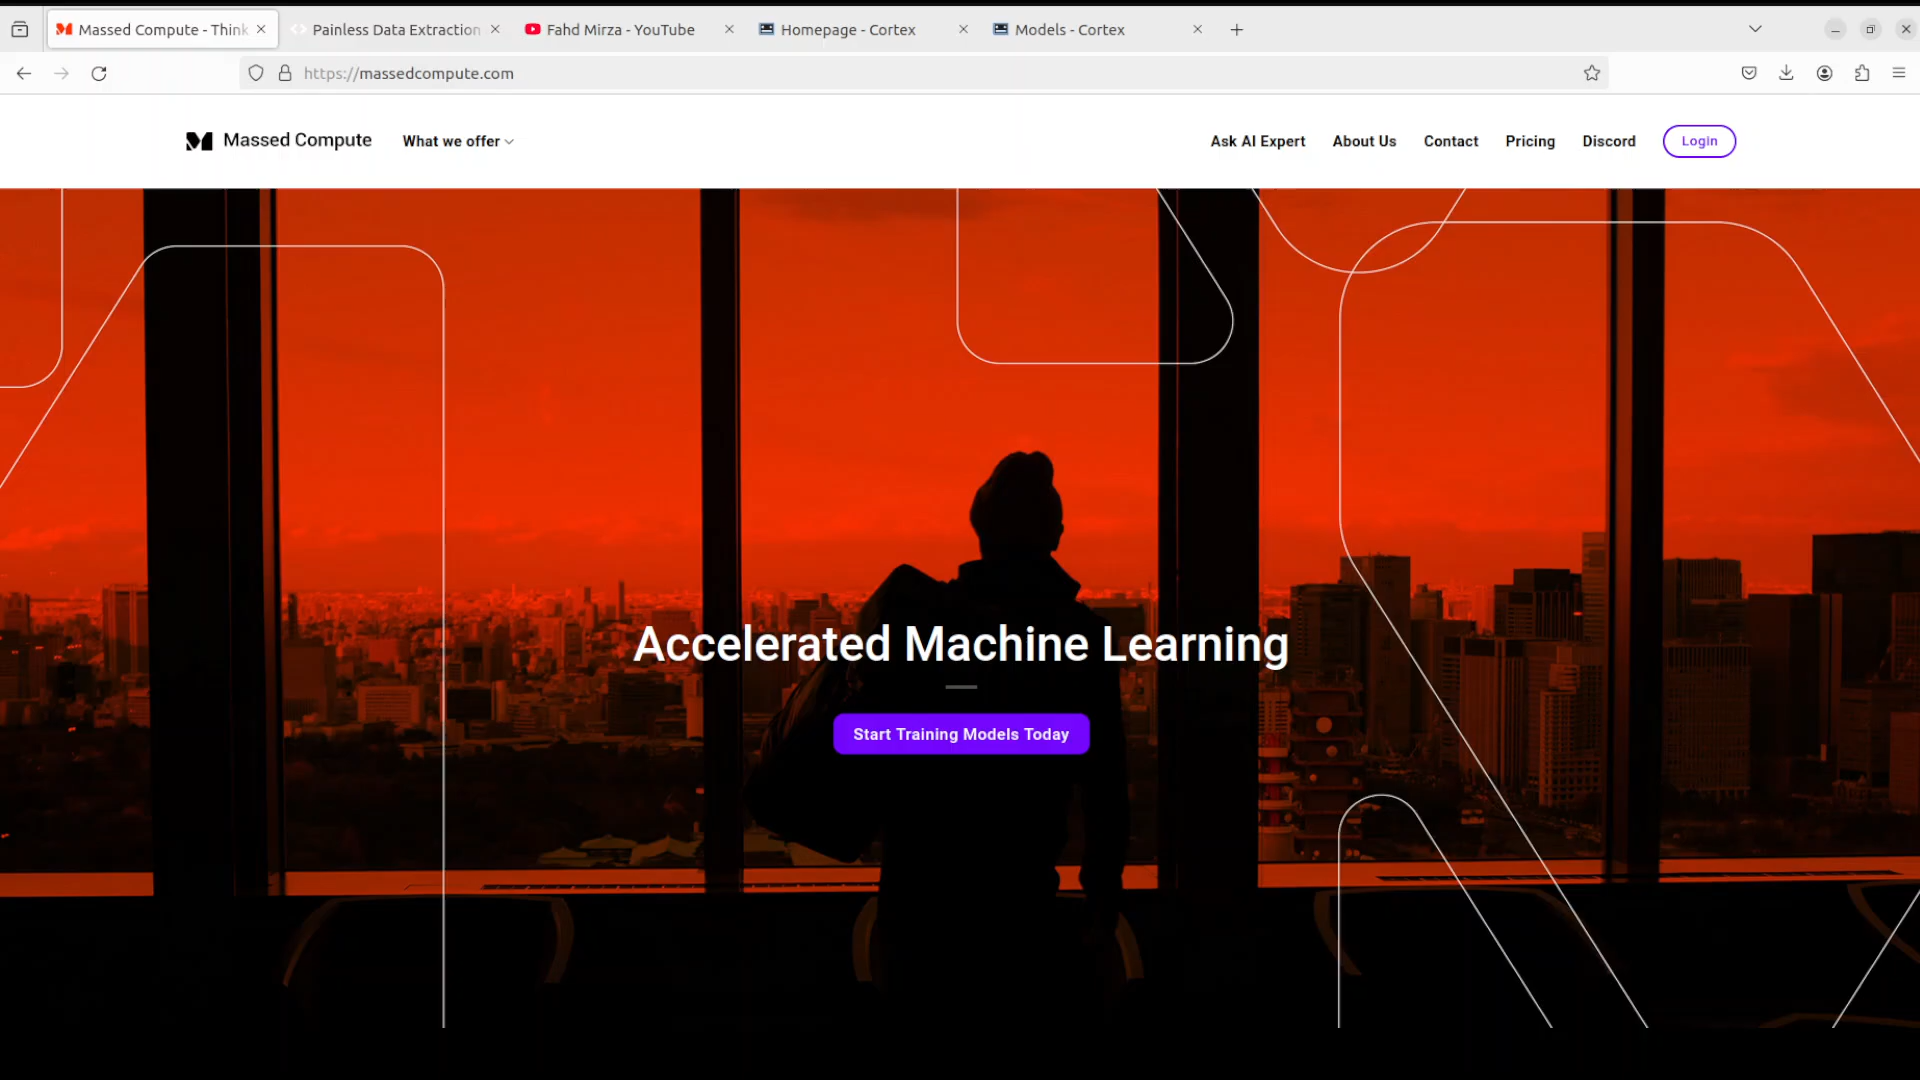 Massed Compute - Think
Painless Data Extraction
Fahd Mirza - YouTube
Homepage - Cortex
Models - Cortex
https://massedcompute.com
Massed Compute
What we offer
Ask AI Expert
About Us
Contact
Pricing
Discord
Login
Accelerated Machine Learning
Start Training Models Today